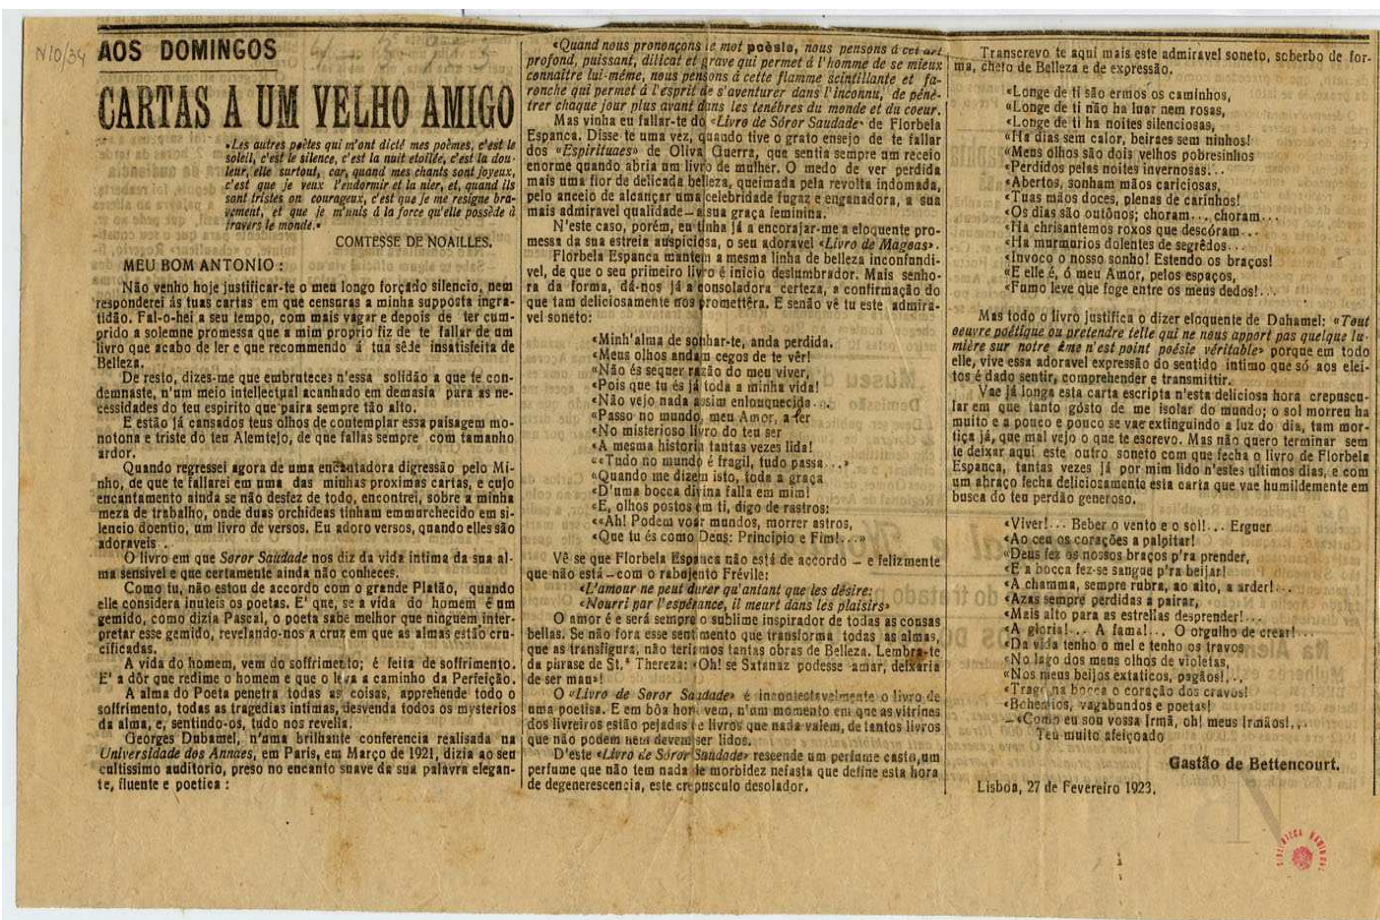 N10/34
4-3-923
AOS DOMINGOS
CARTAS A UM VELHO AMIGO
«Les autres poètes qui m'ont dicté mes poèmes, c'est le
soleil, c'est le silence, c'est la nuit etoilée, c'est la dou-
leur, elle surtout, car, quand mes chants sont joyeux,
c'est que je veux l'endormir et la nier, et, quand ils
sont tristes on courageux, c'est que je me resigne bra-
vement, et que je m'unis á la force qu'elle possède à
travers le monde.»
COMTESSE DE NOAILLES.
MEU BOM ANTONIO:
Não venho hoje justificar-te o meu longo forçado silencio, nem
responderei ás tuas cartas em que censuras a minha supposta ingra-
tidão. Fal-o-hei a seu tempo, com mais vagar e depois de ter cum-
prido a solemne promessa que a mim proprio fiz de te fallar de um
livro que acabo de ler e que recommendo á tua sêde insatisfeita de
Belleza.
De resto, dizes-me que embruteces n'essa solidão a que te con-
demnaste, n'um meio intellectual acanhado em demasia para as ne-
cessidades do teu espirito que paira sempre tão alto.
E estão já cansados teus olhos de contemplar essa paisagem mo-
notona e triste do teu Alemtejo, de que fallas sempre com tamanho
ardor.
Quando regressei agora de uma encantadora digressão pelo Mi-
nho, de que te fallarei em uma das minhas proximas cartas, e cujo
encantamento ainda se não desfez de todo, encontrei, sobre a minha
meza de trabalho, onde duas orchideas tinham emmurchecido em si-
lencio doentio, um livro de versos. Eu adoro versos, quando elles são
adoraveis.
O livro em que Soror Saudade nos diz da vida intima da sua al-
ma sensivel e que certamente ainda não conheces.
Como tu, não estou de accordo com o grande Platão, quando
elle considera inuteis os poetas. E' que, se a vida do homem é um
gemido, como dizia Pascal, o poeta sabe melhor que ninguem inter-
pretar esse gemido, revelando-nos a cruz em que as almas estão cru-
cificadas.
A vida do homem, vem do soffrimento; é feita de soffrimento.
E' a dôr que redime o homem e que o leva a caminho da Perfeição.
A alma do Poeta penetra todas as coisas, apprehende todo o
soffrimento, todas as tragedias intimas, desvenda todos os mysterios
da alma, e, sentindo-os, tudo nos revella.
Georges Duhamel, n'uma brilhante conferencia realisada na
Universidade dos Annaes, em Paris, em Março de 1921, dizia ao seu
cultissimo auditorio, preso no encanto suave da sua palavra elegan-
te, fluente e poetica:
«Quand nous prononçons le mot poèsie, nous pensons á cet art
profond, puissant, dilicat et grave qui permet á l'homme de se mieux
connaître lui-même, nous pensons á cette flamme scintillante et fa-
ronche qui permet á l'esprit de s'aventurer dans l'inconnu, de péné-
trer chaque jour plus avant dans les tenébres du monde et du coeur.
Mas vinha eu fallar-te do «Livro de Sóror Saudade» de Florbela
Espanca. Disse te uma vez, quando tive o grato ensejo de te fallar
dos «Espirituaes» de Oliva Guerra, que sentia sempre um receio
enorme quando abria um livro de mulher. O medo de ver perdida
mais uma flor de delicada belleza, queimada pela revolta indomada,
pelo anceio de alcançar uma celebridade fugaz e enganadora, a sua
mais admiravel qualidade—a sua graça feminina.
N'este caso, porém, eu tinha já a encorajar-me a eloquente pro-
messa da sua estreia auspiciosa, o seu adoravel «Livro de Magoas».
Florbela Espanca mantem a mesma linha de belleza inconfundi-
vel, de que o seu primeiro livro é inicio deslumbrador. Mais senho-
ra da forma, dá-nos já a consoladora certeza, a confirmação do
que tam deliciosamente nos promettêra. E senão vê tu este admira-
vel soneto:
«Minh'alma de sonhar-te, anda perdida.
«Meus olhos andam cegos de te vêr!
«Não és sequer razão do meu viver,
«Pois que tu és já toda a minha vida!
«Não vejo nada assim enlouquecida...
«Passo no mundo, meu Amor, a ler
«No misterioso livro do teu ser
«A mesma historia tantas vezes lida!
««Tudo no mundo é fragil, tudo passa...»
«Quando me dizem isto, toda a graça
«D'uma bocca divina falla em mim!
«E, olhos postos em ti, digo de rastros:
««Ah! Podem voar mundos, morrer astros,
«Que tu és como Deus: Principio e Fim!...»
Vê se que Florbela Espanca não está de accordo — e felizmente
que não está—com o rabojento Fréville:
«L'amour ne peut durer qu'antant que les désire:
«Nourri par l'espérance, il meurt dans les plaisirs»
O amor é e será sempre o sublime inspirador de todas as cousas
bellas. Se não fora esse sentimento que transforma todas as almas,
que as transfigura, não teriamos tantas obras de Belleza. Lembra-te
da phrase de St.ª Thereza: «Oh! se Satanaz podesse amar, deixaria
de ser mau»!
O «Livro de Soror Saudade» é incontestavelmente o livro de
uma poetisa. E em bôa hora vem, n'um momento em que as vitrines
dos livreiros estão pejadas de livros que nada valem, de tantos livros
que não podem nem devem ser lidos.
D'este «Livro de Sóror Saudade» rescende um perfume casto, um
perfume que não tem nada de morbidez nefasta que define esta hora
de degenerescencia, este crepusculo desolador.
Transcrevo te aqui mais este admiravel soneto, soberbo de for-
ma, cheio de Belleza e de expressão.
«Longe de ti são ermos os caminhos,
«Longe de ti não ha luar nem rosas,
«Longe de ti ha noites silenciosas,
«Ha dias sem calor, beiraes sem ninhos!
«Meus olhos são dois velhos pobresinhos
«Perdidos pelas noites invernosas...
«Abertos, sonham mãos cariciosas,
«Tuas mãos doces, plenas de carinhos!
«Os dias são outônos; choram... choram...
«Ha chrisantemos roxos que descóram...
«Ha murmurios dolentes de segrêdos...
«Invoco o nosso sonho! Estendo os braços!
«E elle é, ó meu Amor, pelos espaços,
«Fumo leve que foge entre os meus dedos!...
Mas todo o livro justifica o dizer eloquente de Duhamel: «Tout
oeuvre poétique ou pretendre telle qui ne nous apport pas quelque lu-
mière sur notre âme n'est point poésie véritable» porque em todo
elle, vive essa adoravel expressão do sentido intimo que só aos elei-
tos é dado sentir, comprehender e transmittir.
Vae já longa esta carta escripta n'esta deliciosa hora crepuscu-
lar em que tanto gósto de me isolar do mundo; o sol morreu ha
muito e a pouco e pouco se vae extinguindo a luz do dia, tam mor-
tiça já, que mal vejo o que te escrevo. Mas não quero terminar sem
te deixar aqui este outro soneto com que fecha o livro de Florbela
Espanca, tantas vezes já por mim lido n'estes ultimos dias, e com
um abraço fecha deliciosamente esta carta que vae humildemente em
busca do teu perdão generoso.
«Viver!... Beber o vento e o sol!... Erguer
«Ao ceu os corações a palpitar!
«Deus fez os nossos braços p'ra prender,
«E a bocca fez-se sangue p'ra beijar!
«A chamma, sempre rubra, ao alto, a arder!...
«Azas sempre perdidas a pairar,
«Mais alto para as estrellas desprender!...
«A gloria!... A fama!... O orgulho de crear!...
«Da vida tenho o mel e tenho os travos
«No lago dos meus olhos de violetas,
«Nos meus beijos extaticos, pagãos!...
«Trago na bocca o coração dos cravos!
«Bohemios, vagabundos e poetas!
—«Como eu sou vossa Irmã, oh! meus Irmãos!...
Teu muito afeiçoado
Gastão de Bettencourt.
Lisboa, 27 de Fevereiro 1923.